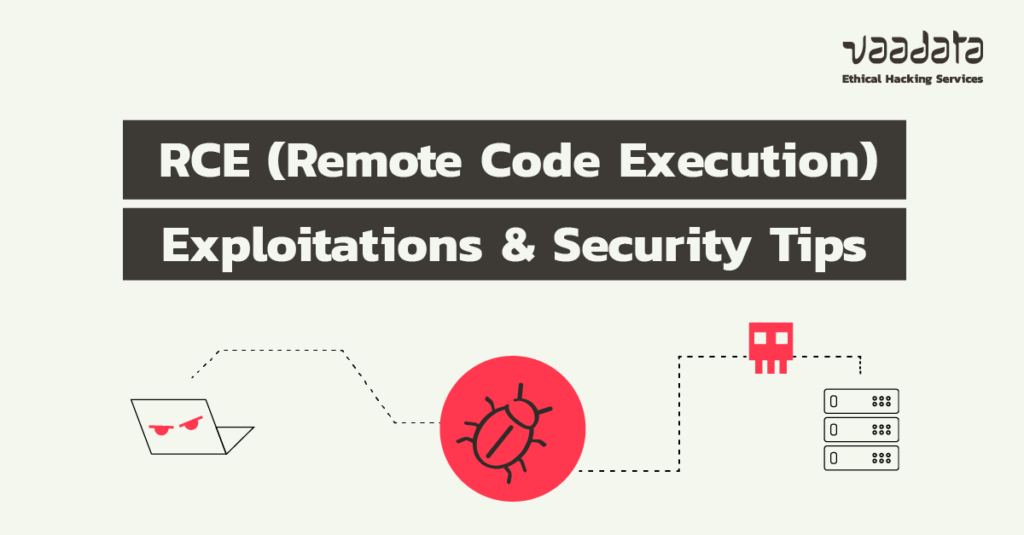 vaadata
Ethical Hacking Services
RCE (Remote Code Execution)
Exploitations & Security Tips